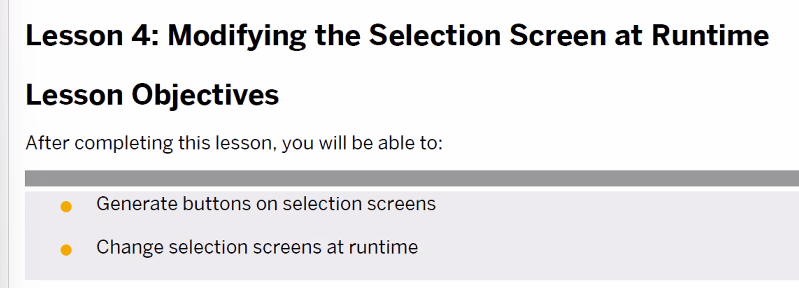 Lesson 4: Modifying the Selection Screen at Runtime
Lesson Objectives
After completing this lesson, you will be able to:
Generate buttons on selection screens
Change selection screens at runtime